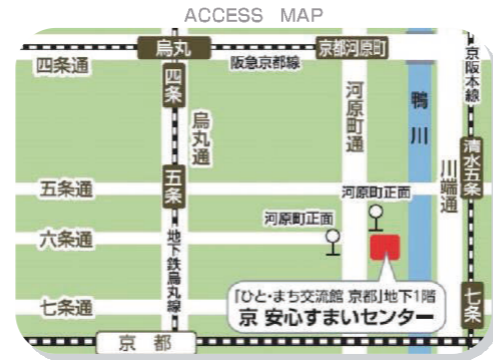 ACCESS MAP
烏丸
京都河原町
四条通
阪急京都線
京阪本線
四条
烏丸通
河原町通
鴨川
川端通
清水五条
五条
五条通
河原町正面
河原町正面
六条通
地下鉄烏丸線
「ひと・まち交流館 京都」地下1階
京 安心すまいセンター
七条通
七条
京都